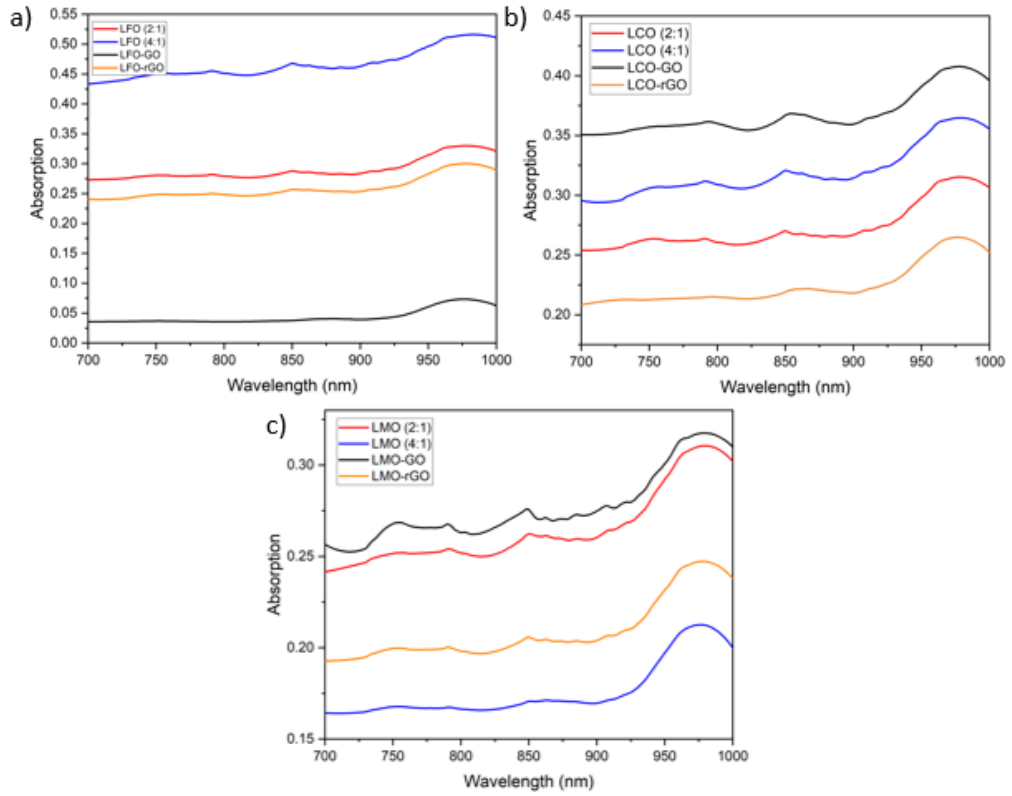 a)
0.55
0.50
0.45
0.40
0.35
0.30
0.25
0.20
0.15
0.10
0.05
0.00
Absorption
LFO (2:1)
LFO (4:1)
LFO-GO
LFO-rGO
700 750 800 850 900 950 1000
Wavelength (nm)
b)
0.40
0.35
0.30
0.25
0.20
Absorption
LCO (2:1)
LCO (4:1)
LCO-GO
LCO-rGO
700 750 800 850 900 950 1000
Wavelength (nm)
c)
0.30
0.25
0.20
0.15
Absorption
LMO (2:1)
LMO (4:1)
LMO-GO
LMO-rGO
700 750 800 850 900 950 1000
Wavelength (nm)